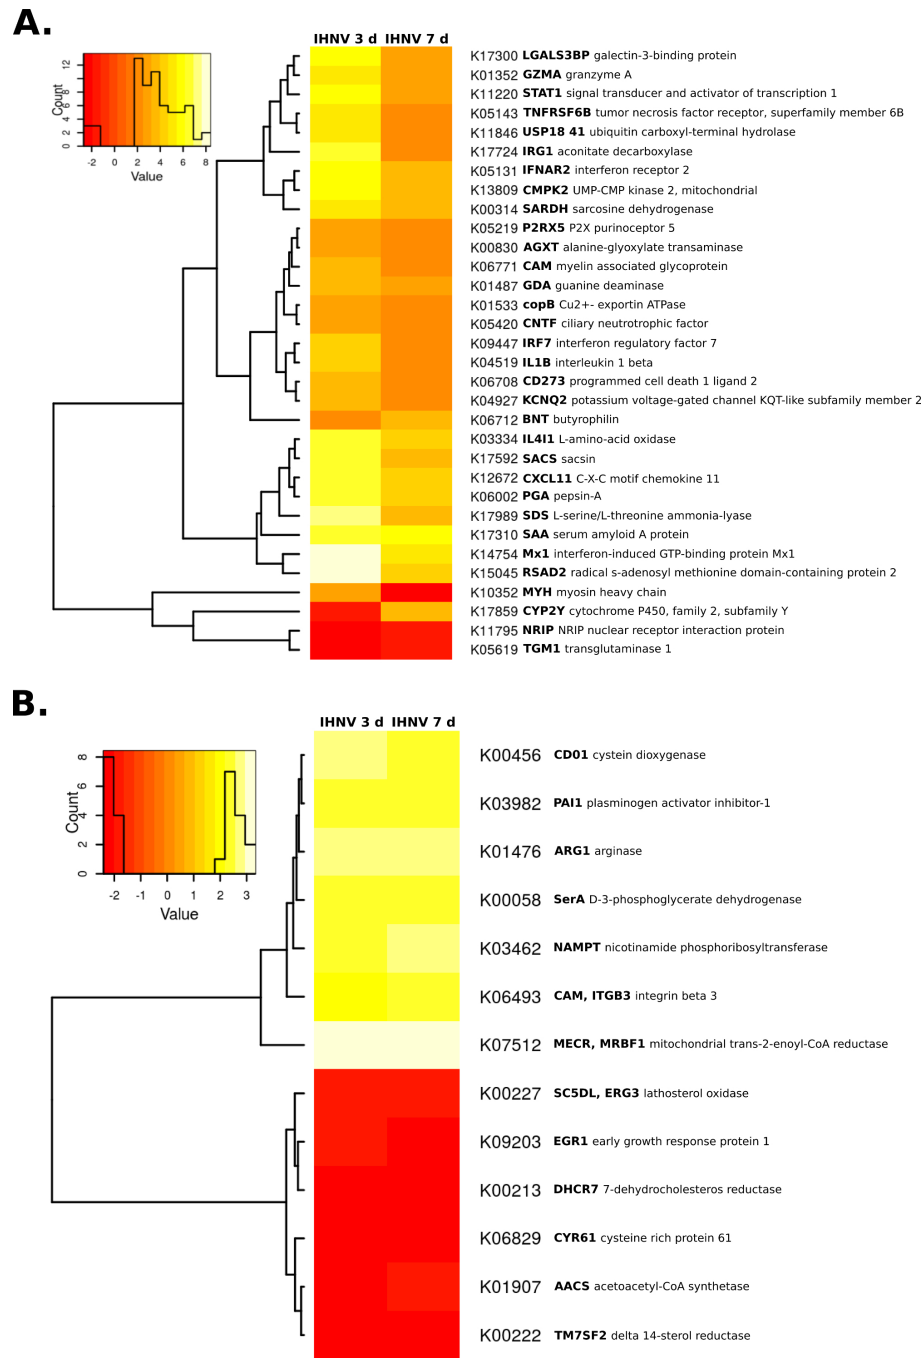 A.
IHNV 3 d IHNV 7 d
Count
0 2 4 6 8 12
-2 0 2 4 6 8
Value
K17300 LGALS3BP galectin-3-binding protein
K01352 GZMA granzyme A
K11220 STAT1 signal transducer and activator of transcription 1
K05143 TNFRSF6B tumor necrosis factor receptor, superfamily member 6B
K11846 USP18 41 ubiquitin carboxyl-terminal hydrolase
K17724 IRG1 aconitate decarboxylase
K05131 IFNAR2 interferon receptor 2
K13809 CMPK2 UMP-CMP kinase 2, mitochondrial
K00314 SARDH sarcosine dehydrogenase
K05219 P2RX5 P2X purinoceptor 5
K00830 AGXT alanine-glyoxylate transaminase
K06771 CAM myelin associated glycoprotein
K01487 GDA guanine deaminase
K01533 copB Cu2+- exportin ATPase
K05420 CNTF ciliary neutrotrophic factor
K09447 IRF7 interferon regulatory factor 7
K04519 IL1B interleukin 1 beta
K06708 CD273 programmed cell death 1 ligand 2
K04927 KCNQ2 potassium voltage-gated channel KQT-like subfamily member 2
K06712 BNT butyrophilin
K03334 IL4I1 L-amino-acid oxidase
K17592 SACS sacsin
K12672 CXCL11 C-X-C motif chemokine 11
K06002 PGA pepsin-A
K17989 SDS L-serine/L-threonine ammonia-lyase
K17310 SAA serum amyloid A protein
K14754 Mx1 interferon-induced GTP-binding protein Mx1
K15045 RSAD2 radical s-adenosyl methionine domain-containing protein 2
K10352 MYH myosin heavy chain
K17859 CYP2Y cytochrome P450, family 2, subfamily Y
K11795 NRIP NRIP nuclear receptor interaction protein
K05619 TGM1 transglutaminase 1
B.
IHNV 3 d IHNV 7 d
Count
0 2 4 6 8
-2 -1 0 1 2 3
Value
K00456 CD01 cystein dioxygenase
K03982 PAI1 plasminogen activator inhibitor-1
K01476 ARG1 arginase
K00058 SerA D-3-phosphoglycerate dehydrogenase
K03462 NAMPT nicotinamide phosphoribosyltransferase
K06493 CAM, ITGB3 integrin beta 3
K07512 MECR, MRBF1 mitochondrial trans-2-enoyl-CoA reductase
K00227 SC5DL, ERG3 lathosterol oxidase
K09203 EGR1 early growth response protein 1
K00213 DHCR7 7-dehydrocholesteros reductase
K06829 CYR61 cysteine rich protein 61
K01907 AACS acetoacetyl-CoA synthetase
K00222 TM7SF2 delta 14-sterol reductase